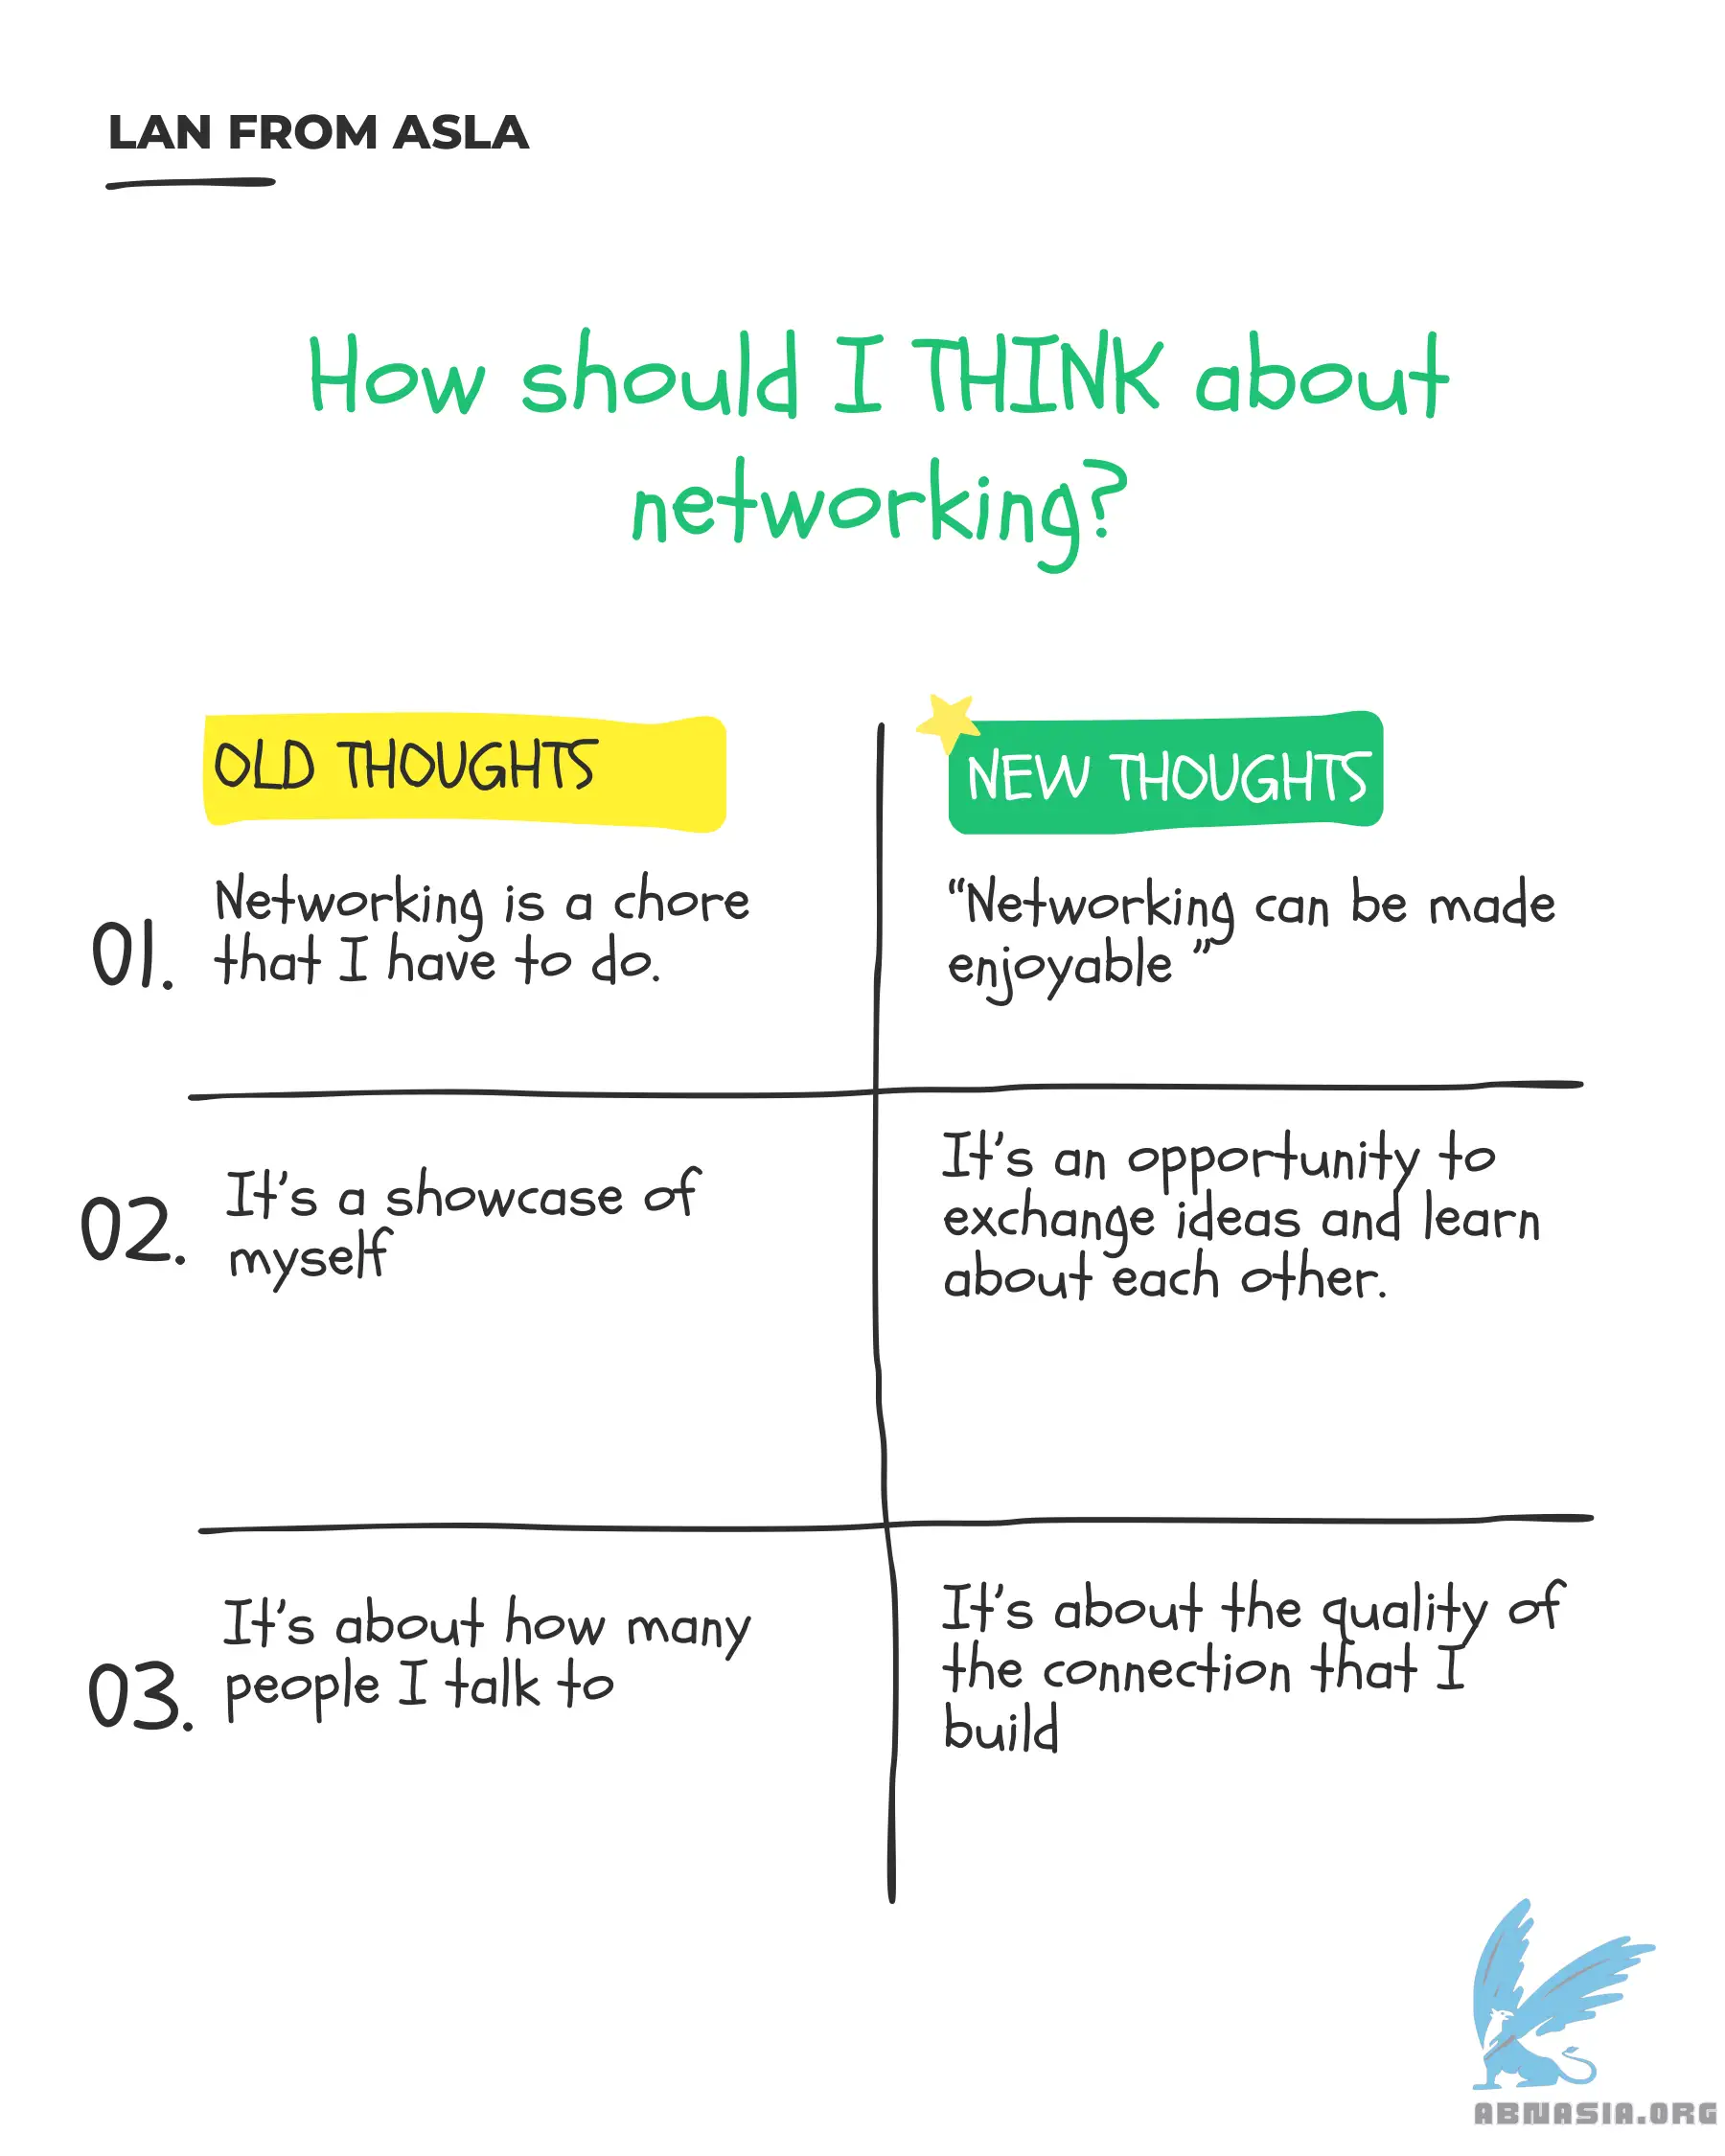 LAN FROM ASLA
How should I THINK about
networking?
OLD THOUGHTS
NEW THOUGHTS
01.
Networking is a chore
that I have to do.
“Networking can be made
enjoyable ”
02.
It's a showcase of
myself
It's an opportunity to
exchange ideas and learn
about each other.
03.
It's about how many
people I talk to
It's about the quality of
the connection that I
build
ABNASIA.ORG